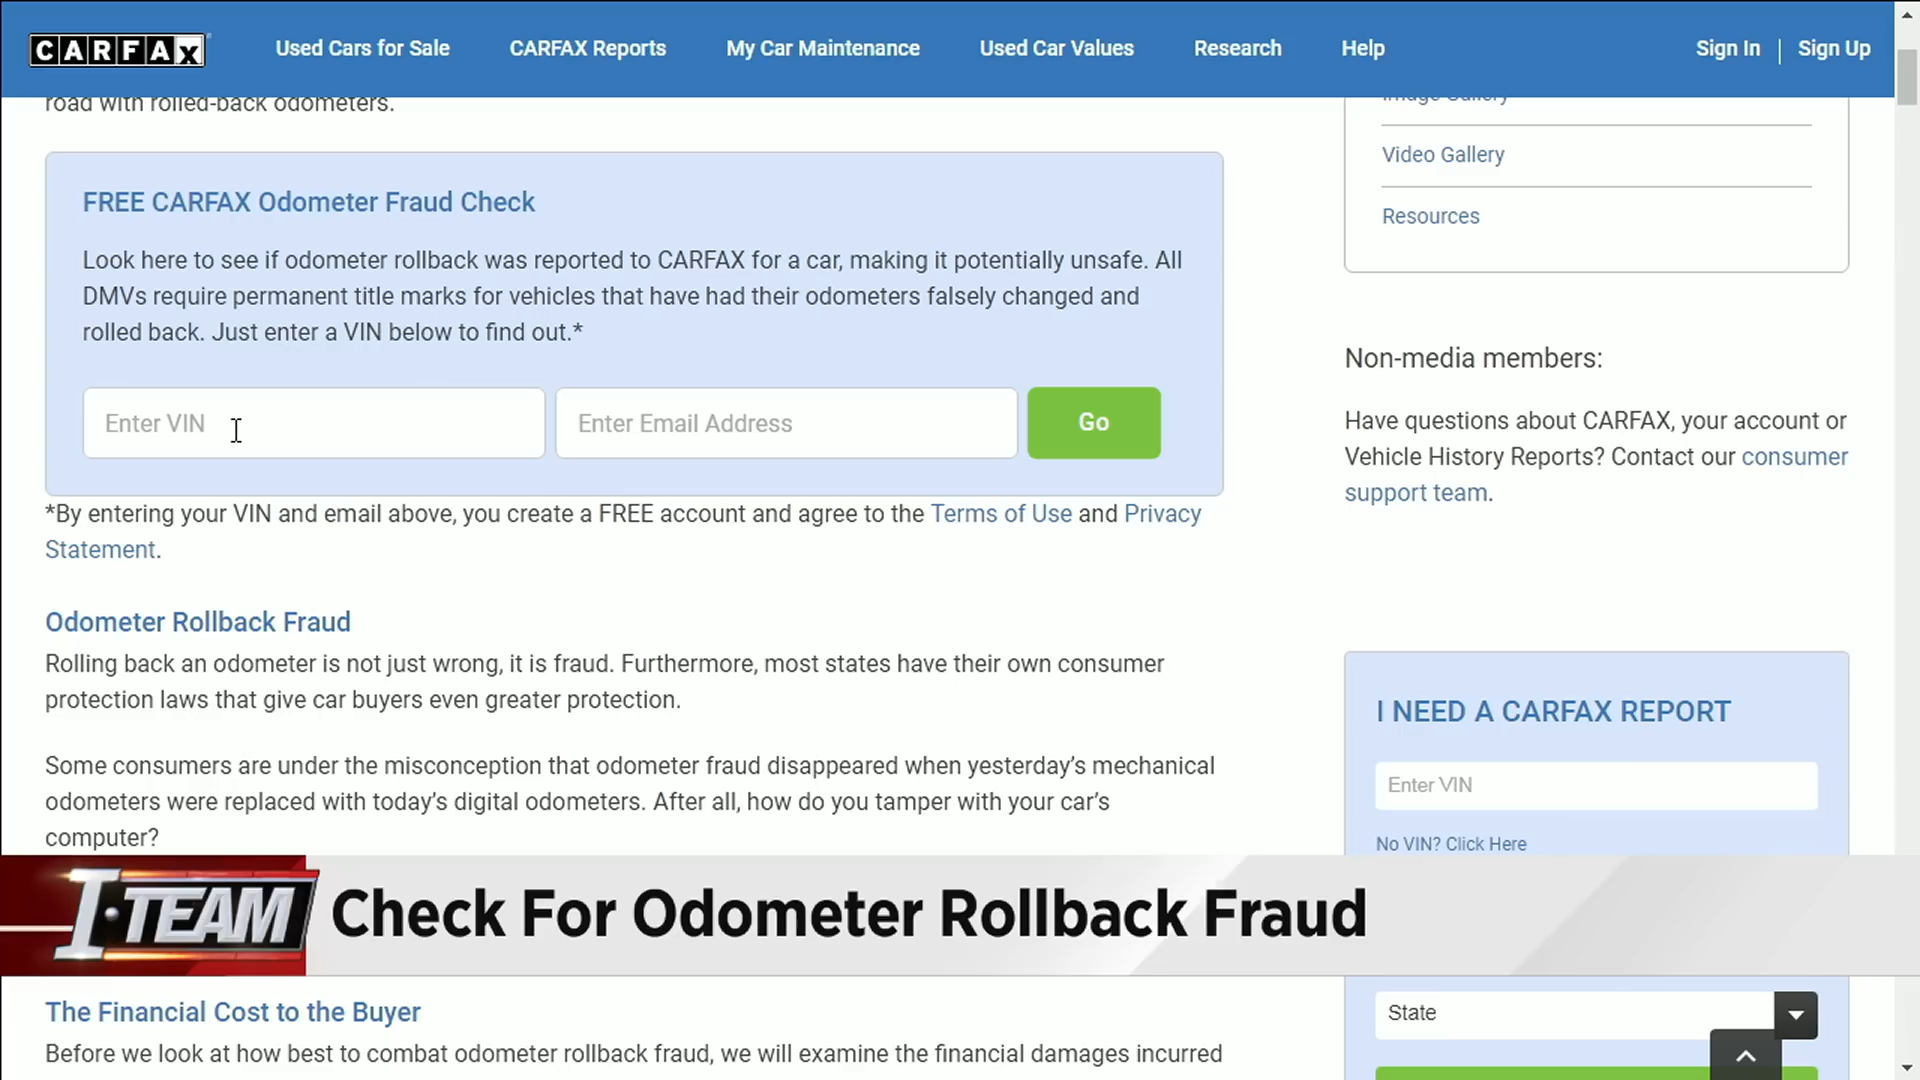 CARFAX
Used Cars for Sale
CARFAX Reports
My Car Maintenance
Used Car Values
Research
Help
Sign In
Sign Up
road with rolled-back odometers.
FREE CARFAX Odometer Fraud Check
Look here to see if odometer rollback was reported to CARFAX for a car, making it potentially unsafe. All
DMVs require permanent title marks for vehicles that have had their odometers falsely changed and
rolled back. Just enter a VIN below to find out.*
Enter VIN
Enter Email Address
Go
*By entering your VIN and email above, you create a FREE account and agree to the Terms of Use and Privacy
Statement.
Odometer Rollback Fraud
Rolling back an odometer is not just wrong, it is fraud. Furthermore, most states have their own consumer
protection laws that give car buyers even greater protection.
Some consumers are under the misconception that odometer fraud disappeared when yesterday's mechanical
odometers were replaced with today's digital odometers. After all, how do you tamper with your car's
computer?
Image Gallery
Video Gallery
Resources
Non-media members:
Have questions about CARFAX, your account or
Vehicle History Reports? Contact our consumer
support team.
I NEED A CARFAX REPORT
Enter VIN
No VIN? Click Here
I-TEAM
Check For Odometer Rollback Fraud
The Financial Cost to the Buyer
Before we look at how best to combat odometer rollback fraud, we will examine the financial damages incurred
State